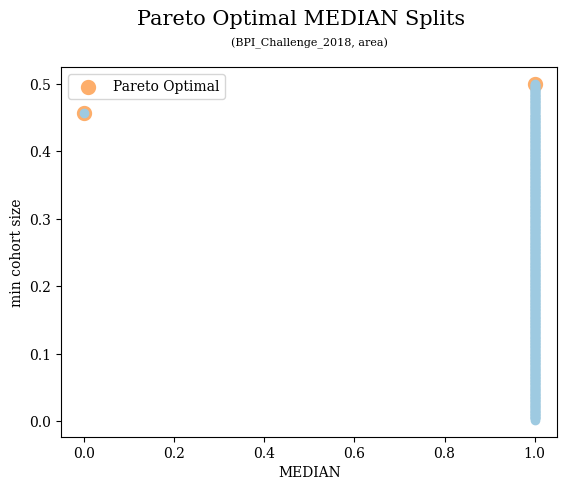 Pareto Optimal MEDIAN Splits
(BPI_Challenge_2018, area)
Pareto Optimal
0.5
0.4
0.3
0.2
0.1
0.0
min cohort size
0.0 0.2 0.4 0.6 0.8 1.0
MEDIAN